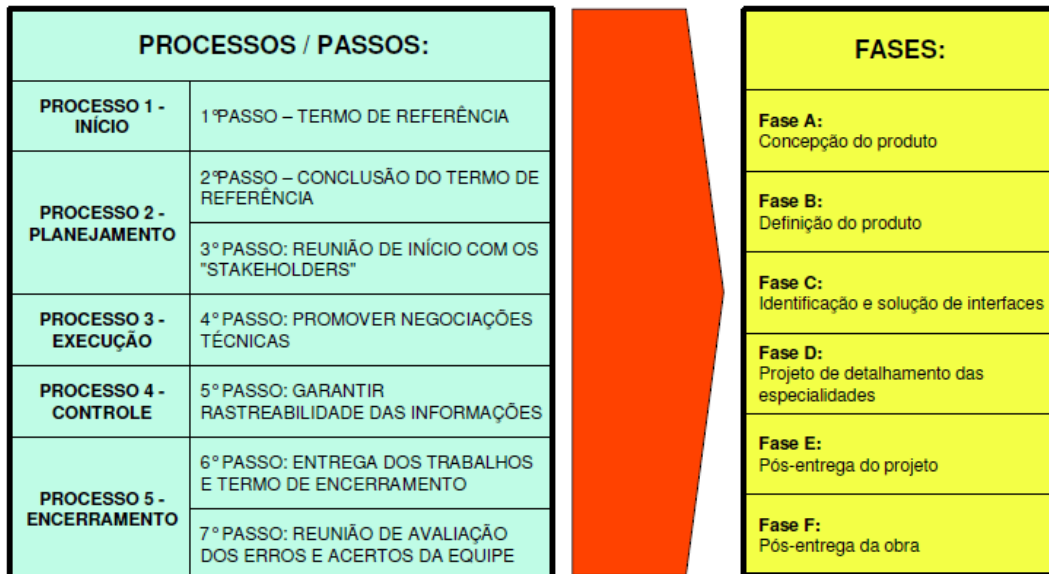 PROCESSOS / PASSOS:
PROCESSO 1 -
INÍCIO
1°PASSO – TERMO DE REFERÊNCIA
PROCESSO 2 -
PLANEJAMENTO
2°PASSO – CONCLUSÃO DO TERMO DE
REFERÊNCIA
3° PASSO: REUNIÃO DE INÍCIO COM OS
"STAKEHOLDERS"
PROCESSO 3 -
EXECUÇÃO
4° PASSO: PROMOVER NEGOCIAÇÕES
TÉCNICAS
PROCESSO 4 -
CONTROLE
5° PASSO: GARANTIR
RASTREABILIDADE DAS INFORMAÇÕES
PROCESSO 5 -
ENCERRAMENTO
6° PASSO: ENTREGA DOS TRABALHOS
E TERMO DE ENCERRAMENTO
7° PASSO: REUNIÃO DE AVALIAÇÃO
DOS ERROS E ACERTOS DA EQUIPE
FASES:
Fase A:
Concepção do produto
Fase B:
Definição do produto
Fase C:
Identificação e solução de interfaces
Fase D:
Projeto de detalhamento das
especialidades
Fase E:
Pós-entrega do projeto
Fase F:
Pós-entrega da obra